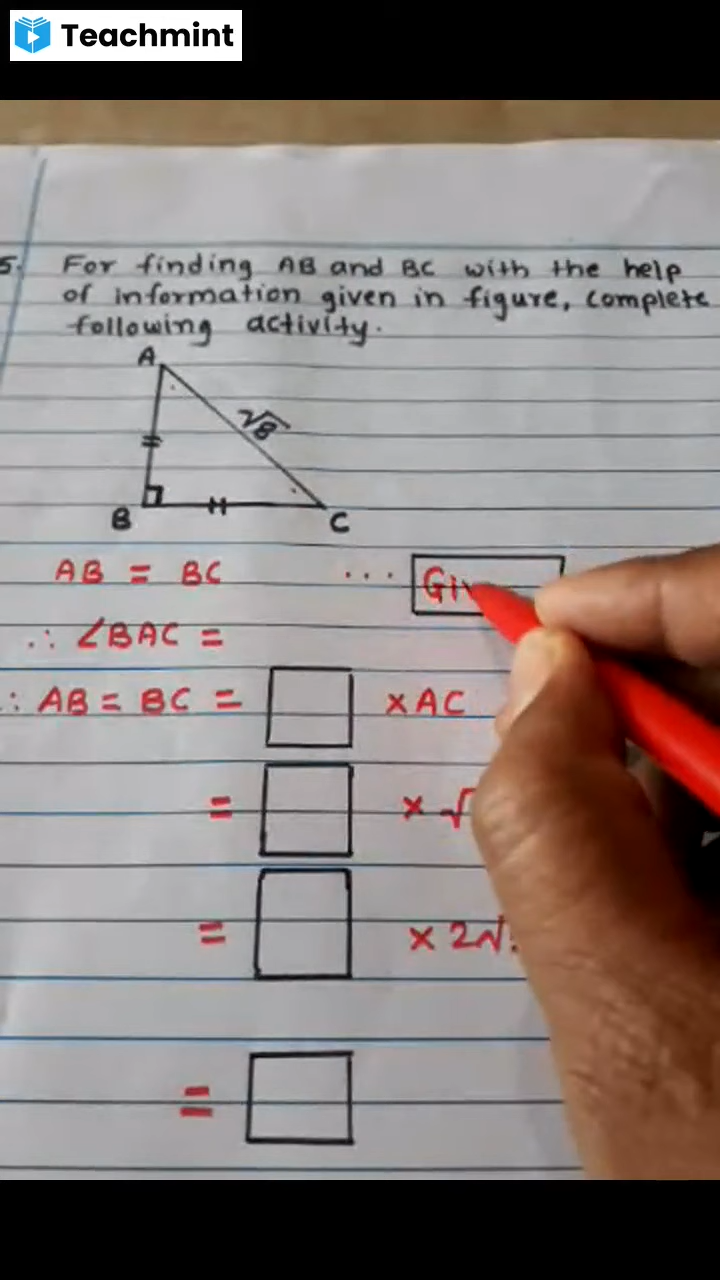 Teachmint
5. For finding AB and BC with the help
of information given in figure, complete
following activity.
A
√8
B
C
AB = BC ...
∴ ∠BAC =
∴ AB = BC = × AC
= × √
= × 2√
=